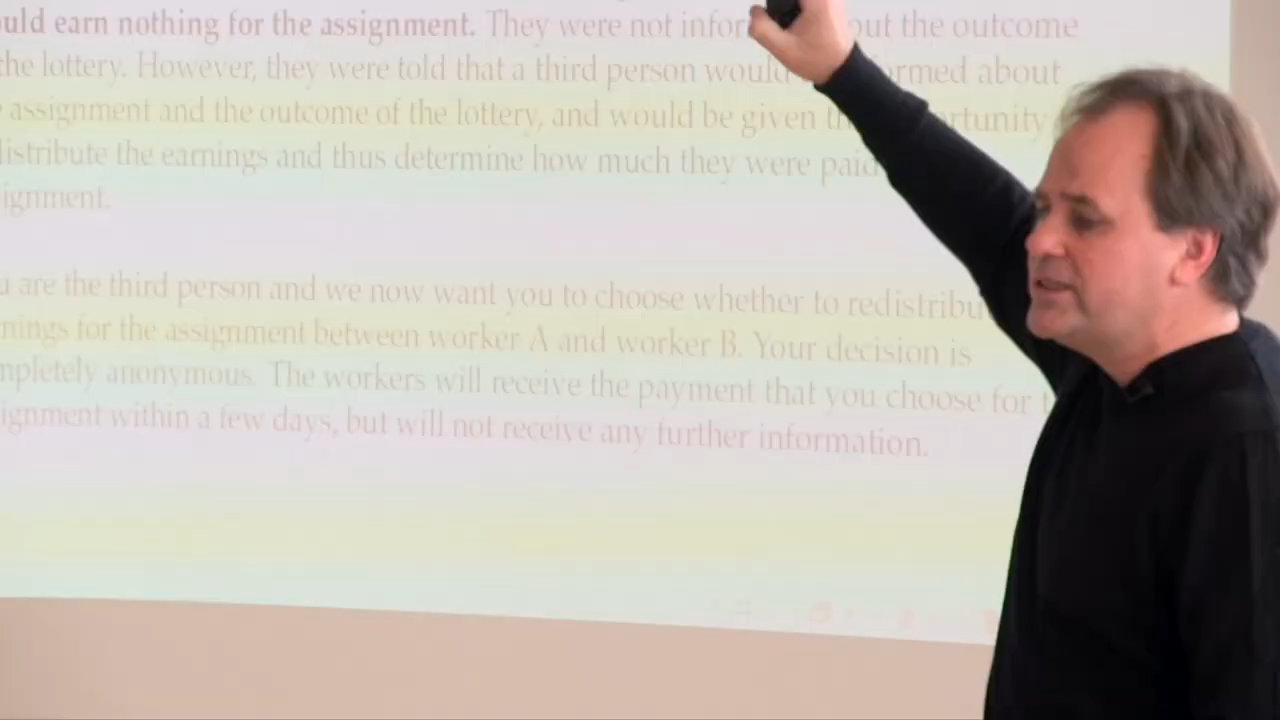 ould earn nothing for the assignment. They were not infor out the outcome
the lottery. However, they were told that a third person would rmed about
assignment and the outcome of the lottery, and would be given th rtunity
distribute the earnings and thus determine how much they were paid
ignment.
u are the third person and we now want you to choose whether to redistribu
nings for the assignment between worker A and worker B. Your decision is
mpletely anonymous. The workers will receive the payment that you choose for t
ignment within a few days, but will not receive any further information.